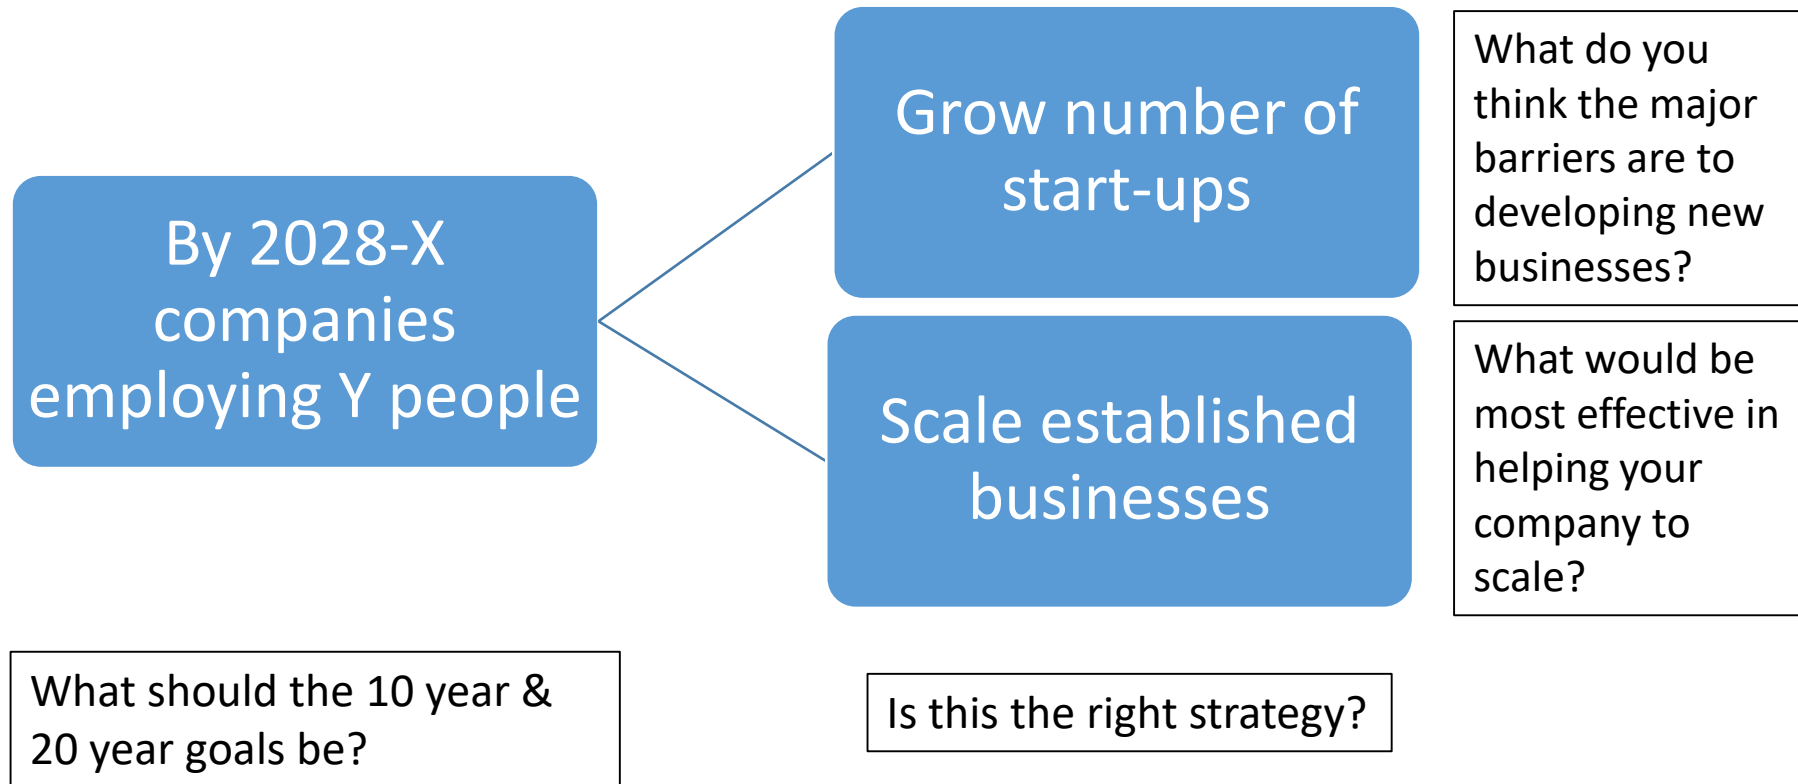 By 2028-X
companies
employing Y people
Grow number of
start-ups
What do you
think the major
barriers are to
developing new
businesses?
Scale established
businesses
What would be
most effective in
helping your
company to
scale?
What should the 10 year &
20 year goals be?
Is this the right strategy?